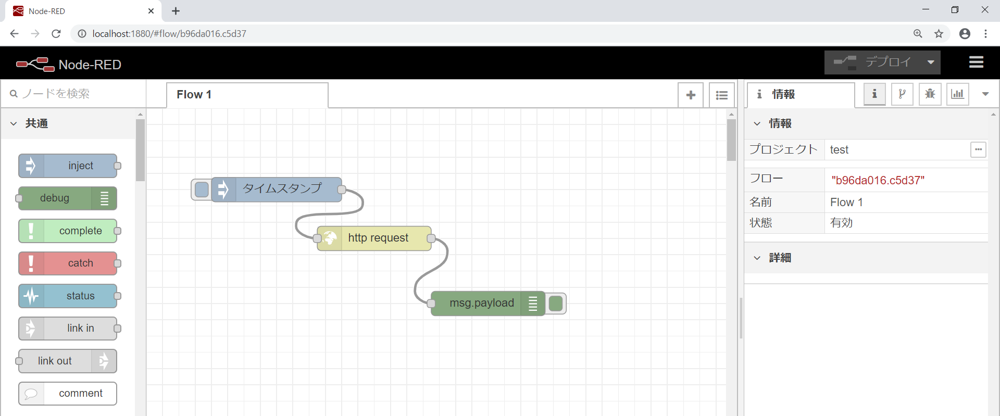 Node-RED
localhost:1880/#flow/b96da016.c5d37
Node-RED
デプロイ
ノードを検索
Flow 1
情報
共通
inject
debug
complete
catch
status
link in
link out
comment
タイムスタンプ
http request
msg.payload
情報
プロジェクト test
フロー "b96da016.c5d37"
名前 Flow 1
状態 有効
詳細